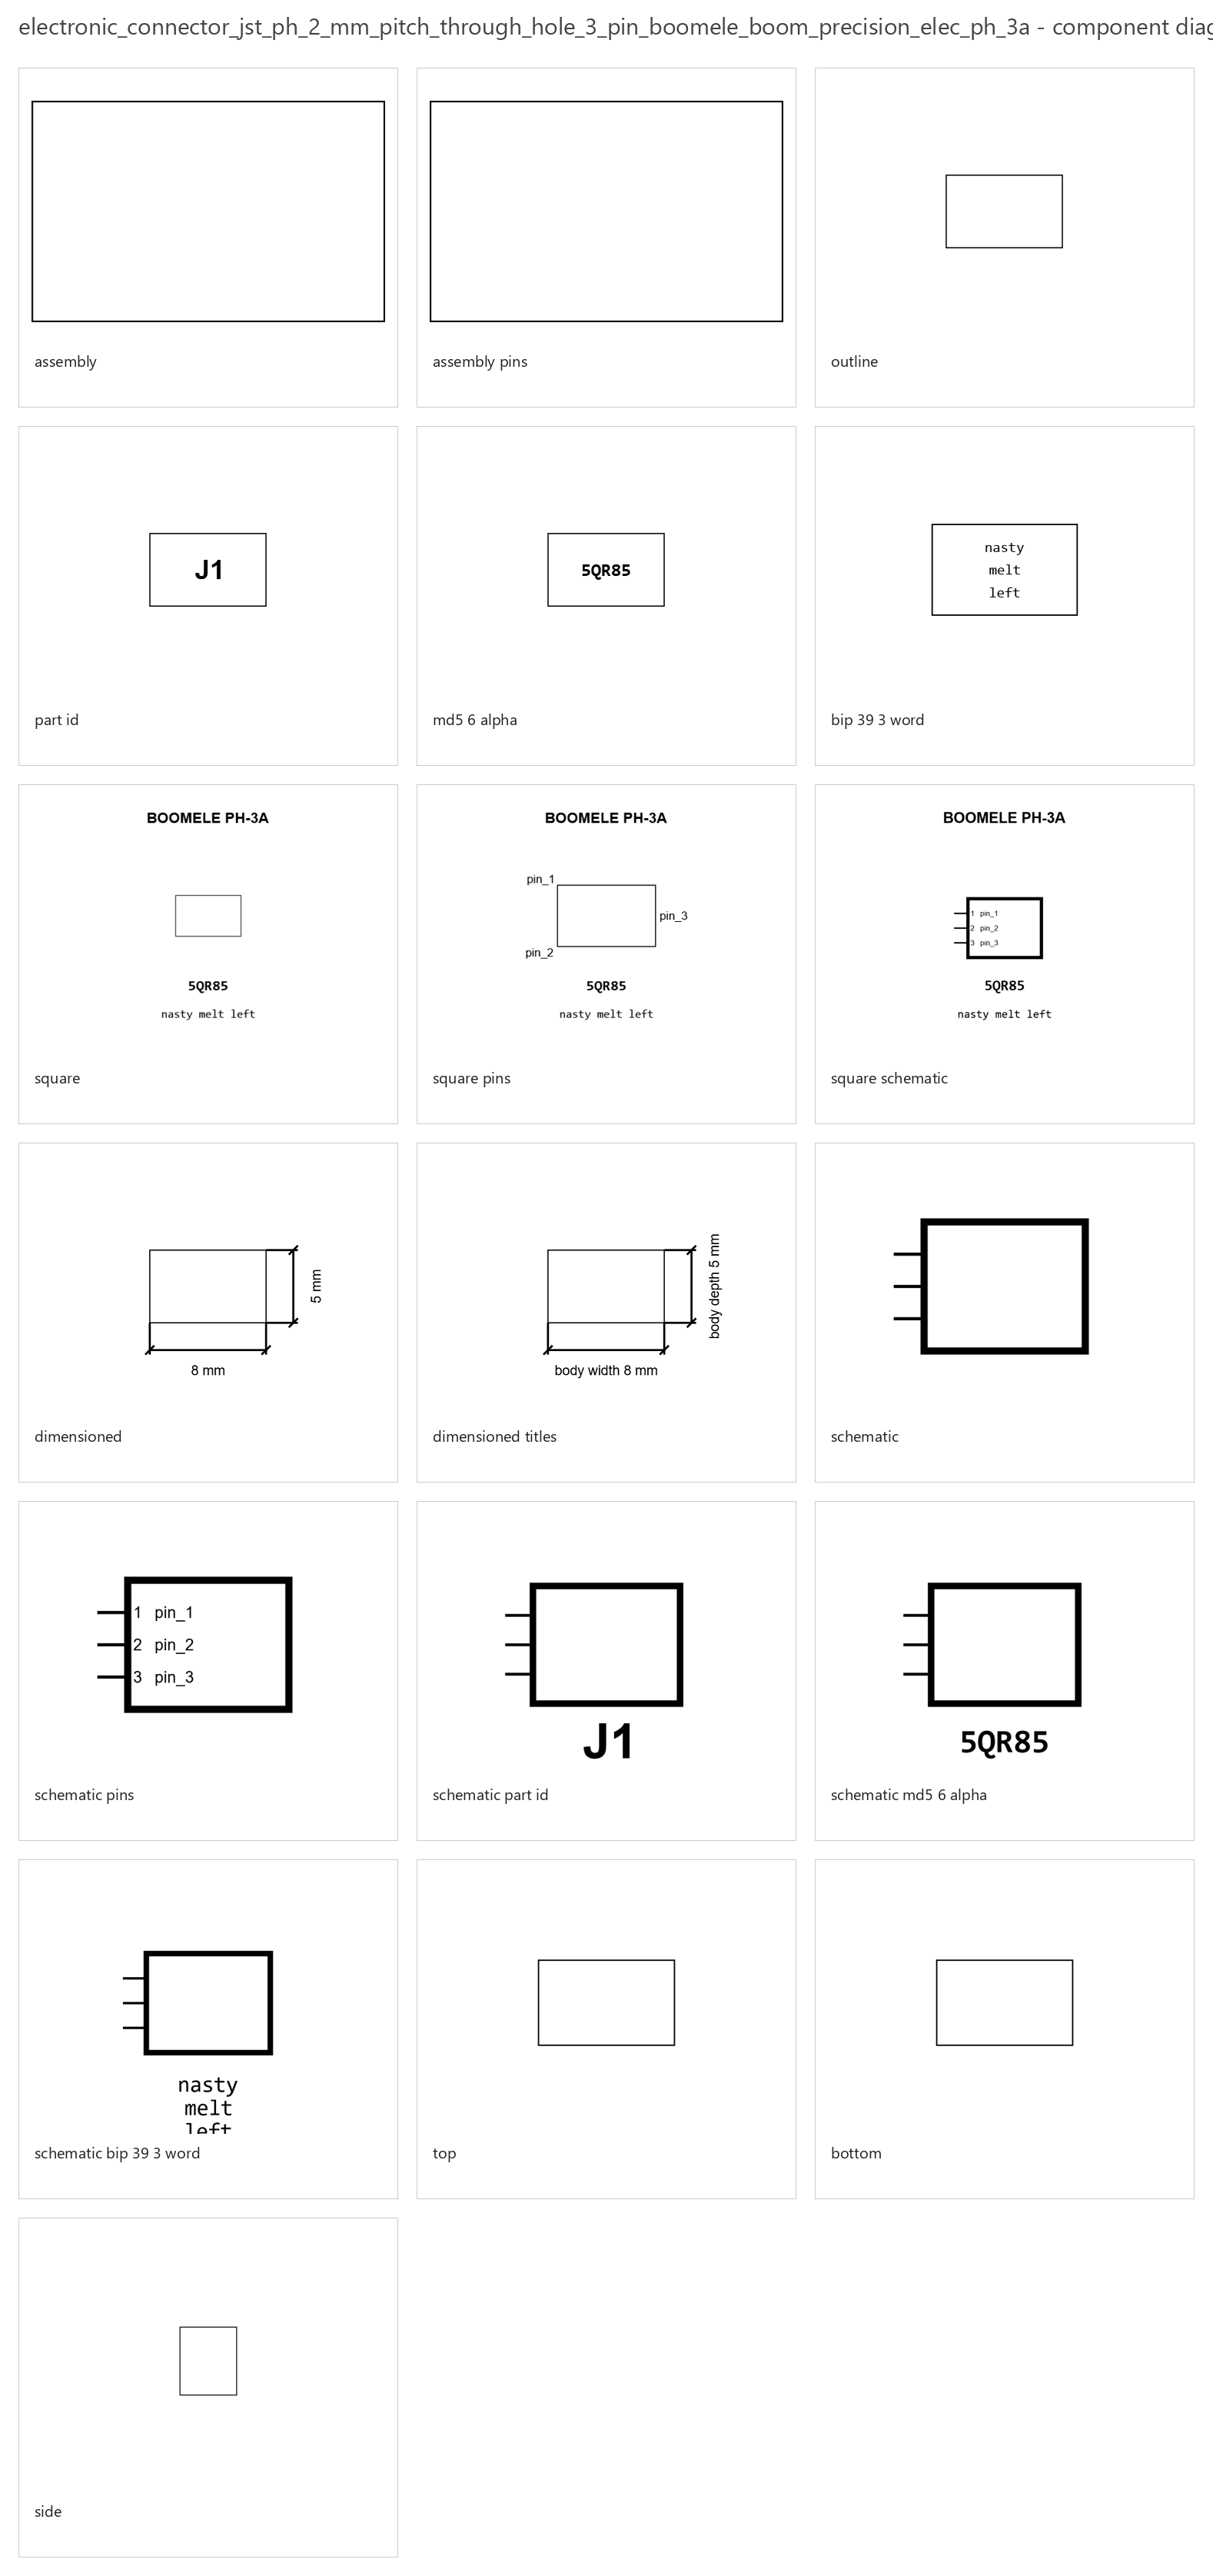 electronic_connector_jst_ph_2_mm_pitch_through_hole_3_pin_boomele_boom_precision_elec_ph_3a - component diag
assembly
assembly pins
outline
J1
part id
5QR85
md5 6 alpha
nasty
melt
left
bip 39 3 word
BOOMELE PH-3A
5QR85
nasty melt left
square
BOOMELE PH-3A
pin_1
pin_3
pin_2
5QR85
nasty melt left
square pins
BOOMELE PH-3A
1 pin_1
2 pin_2
3 pin_3
5QR85
nasty melt left
square schematic
5 mm
8 mm
dimensioned
body depth 5 mm
body width 8 mm
dimensioned titles
schematic
1 pin_1
2 pin_2
3 pin_3
schematic pins
J1
schematic part id
5QR85
schematic md5 6 alpha
nasty
melt
left
schematic bip 39 3 word
top
bottom
side